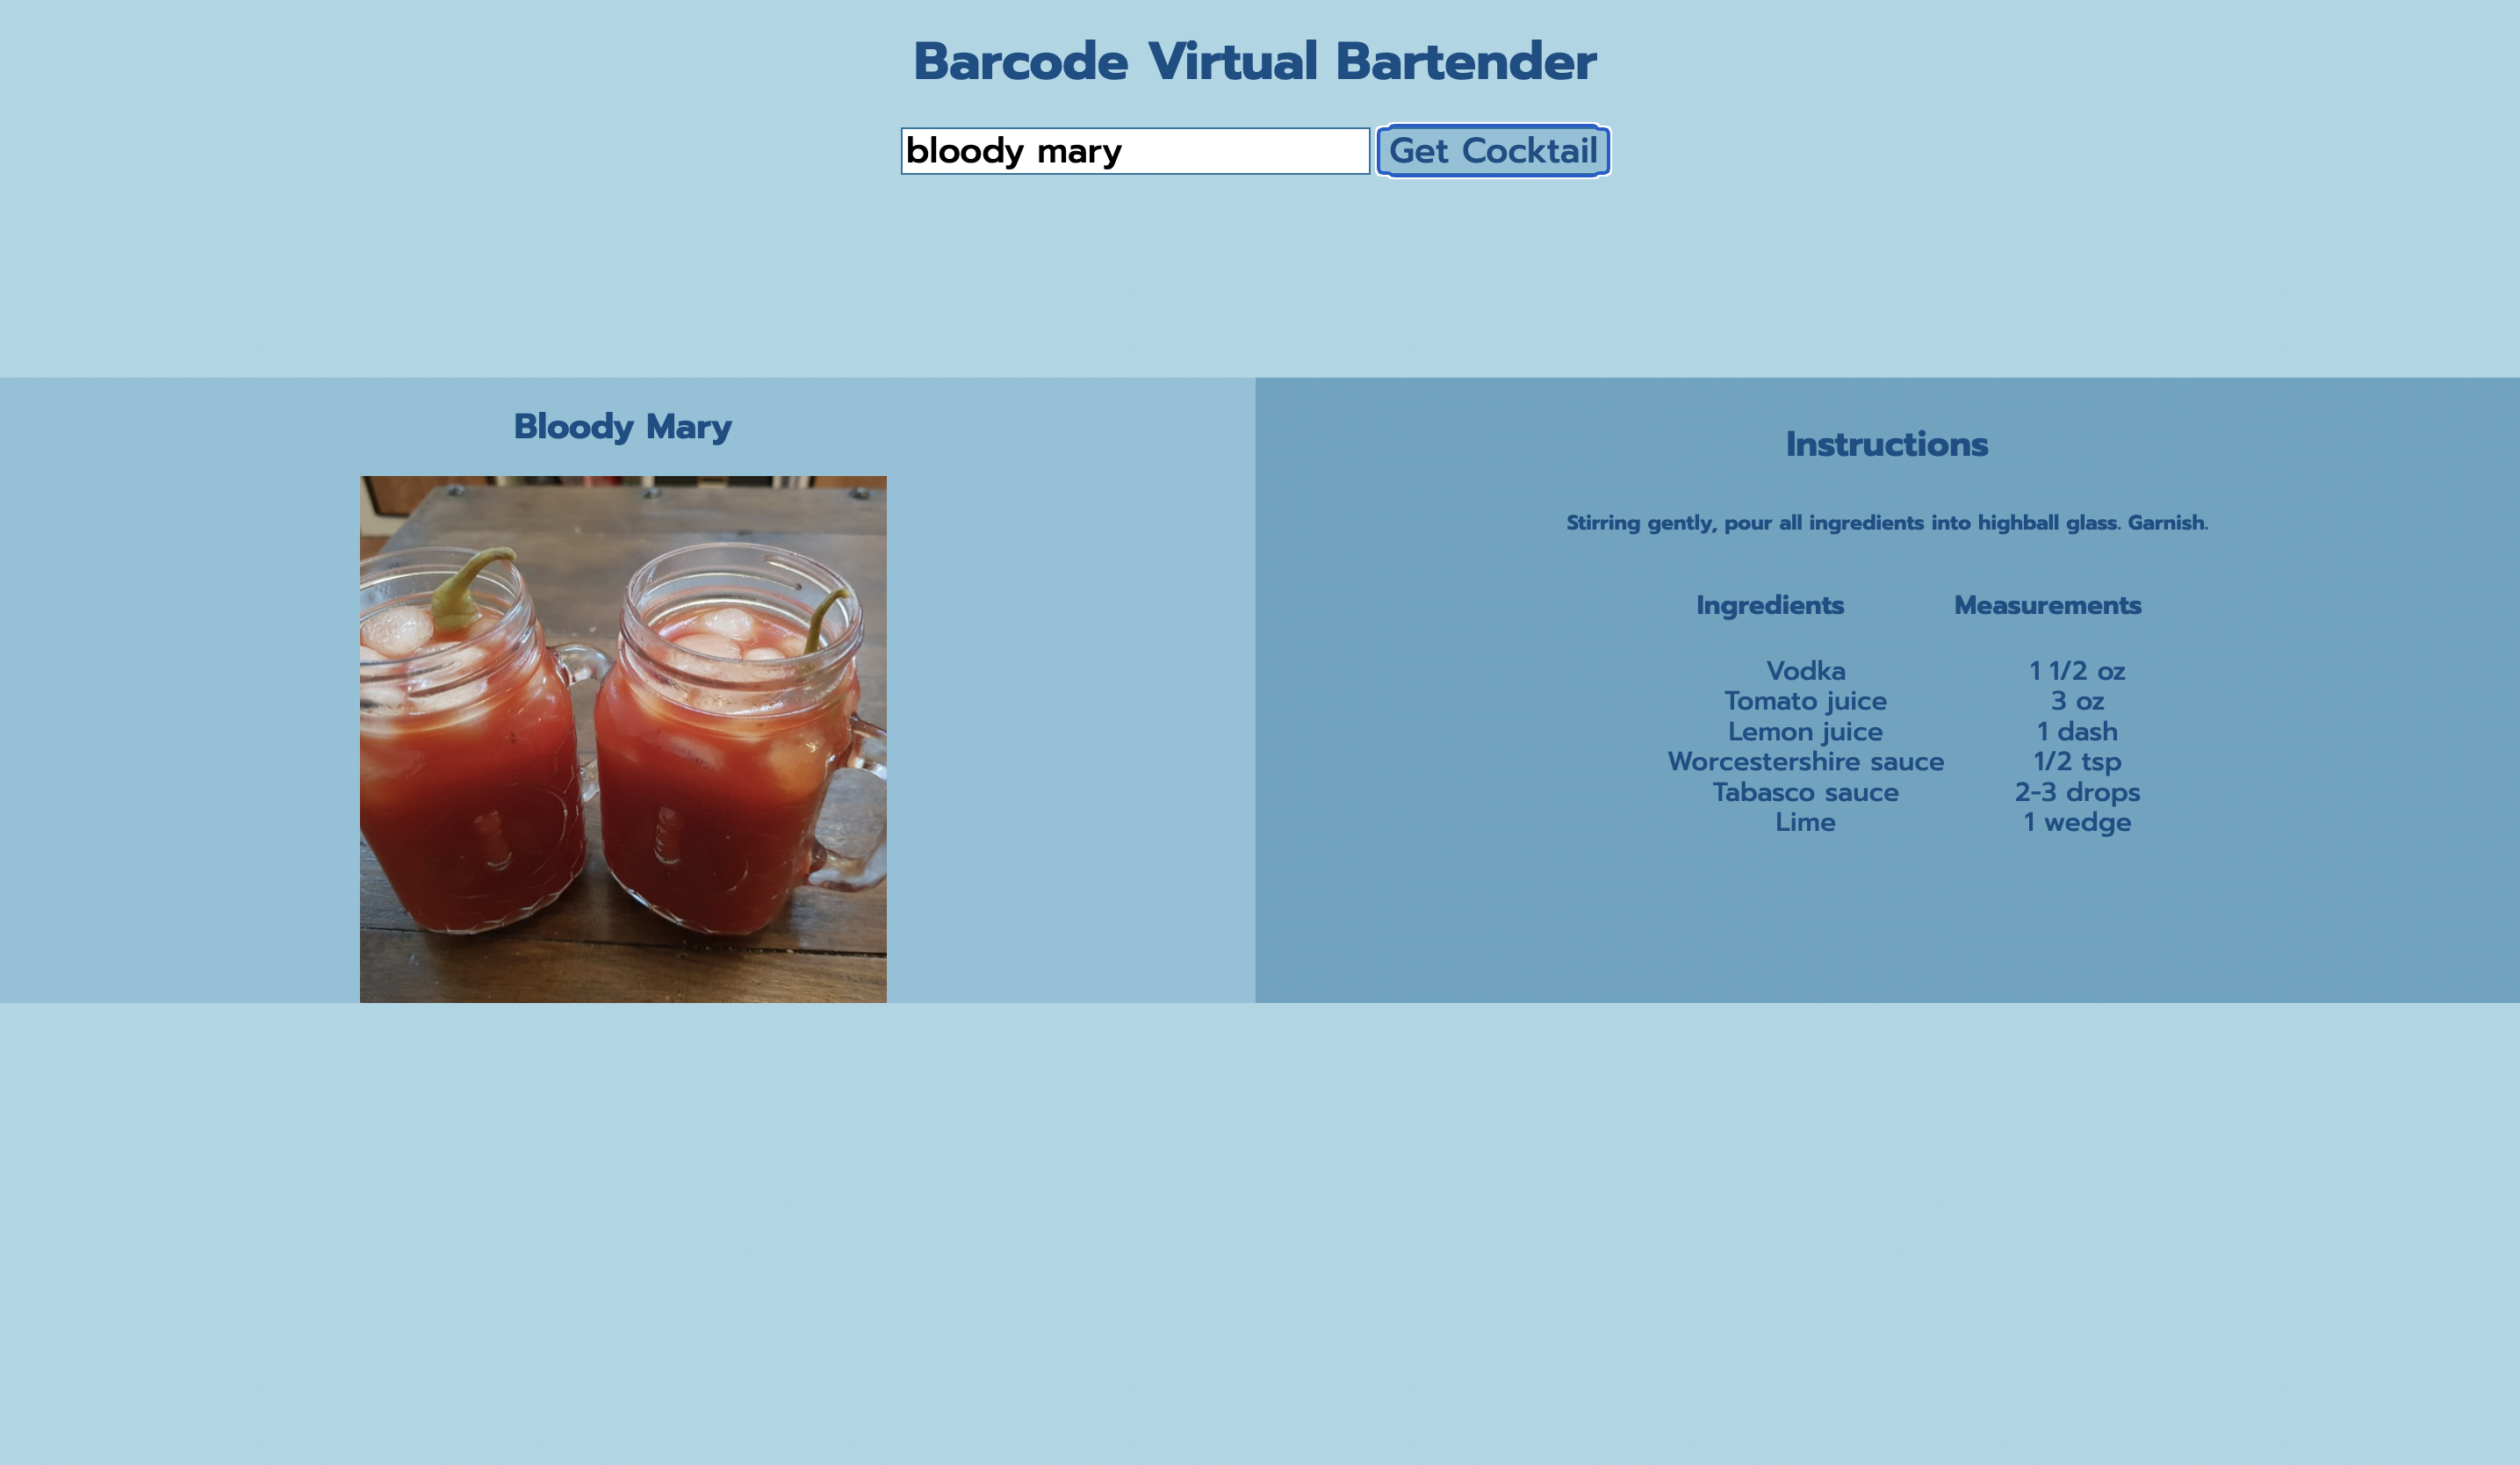 Barcode Virtual Bartender
bloody mary
Get Cocktail
Bloody Mary
Instructions
Stirring gently, pour all ingredients into highball glass. Garnish.
Ingredients Measurements
Vodka 1 1/2 oz
Tomato juice 3 oz
Lemon juice 1 dash
Worcestershire sauce 1/2 tsp
Tabasco sauce 2-3 drops
Lime 1 wedge